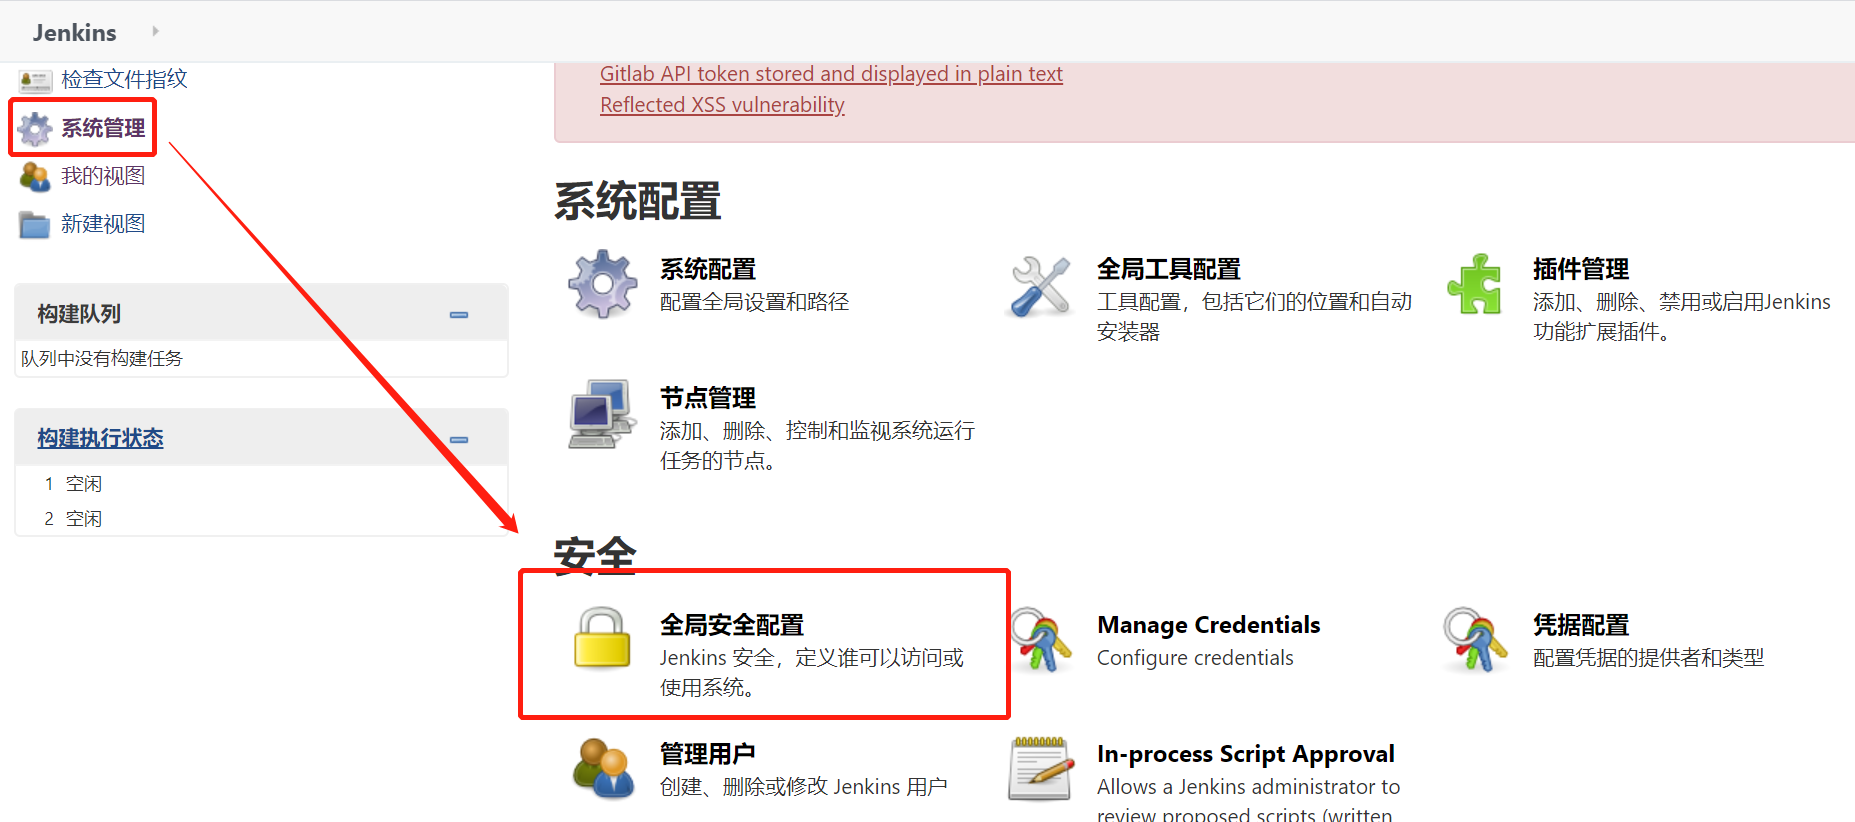 Jenkins
检查文件指纹
系统管理
我的视图
新建视图
构建队列
队列中没有构建任务
构建执行状态
1 空闲
2 空闲
Gitlab API token stored and displayed in plain text
Reflected XSS vulnerability
系统配置
系统配置
配置全局设置和路径
全局工具配置
工具配置，包括它们的位置和自动
安装器
插件管理
添加、删除、禁用或启用Jenkins
功能扩展插件。
节点管理
添加、删除、控制和监视系统运行
任务的节点。
安全
全局安全配置
Jenkins 安全，定义谁可以访问或
使用系统。
Manage Credentials
Configure credentials
凭据配置
配置凭据的提供者和类型
管理用户
创建、删除或修改 Jenkins 用户
In-process Script Approval
Allows a Jenkins administrator to
review proposed scripts (written